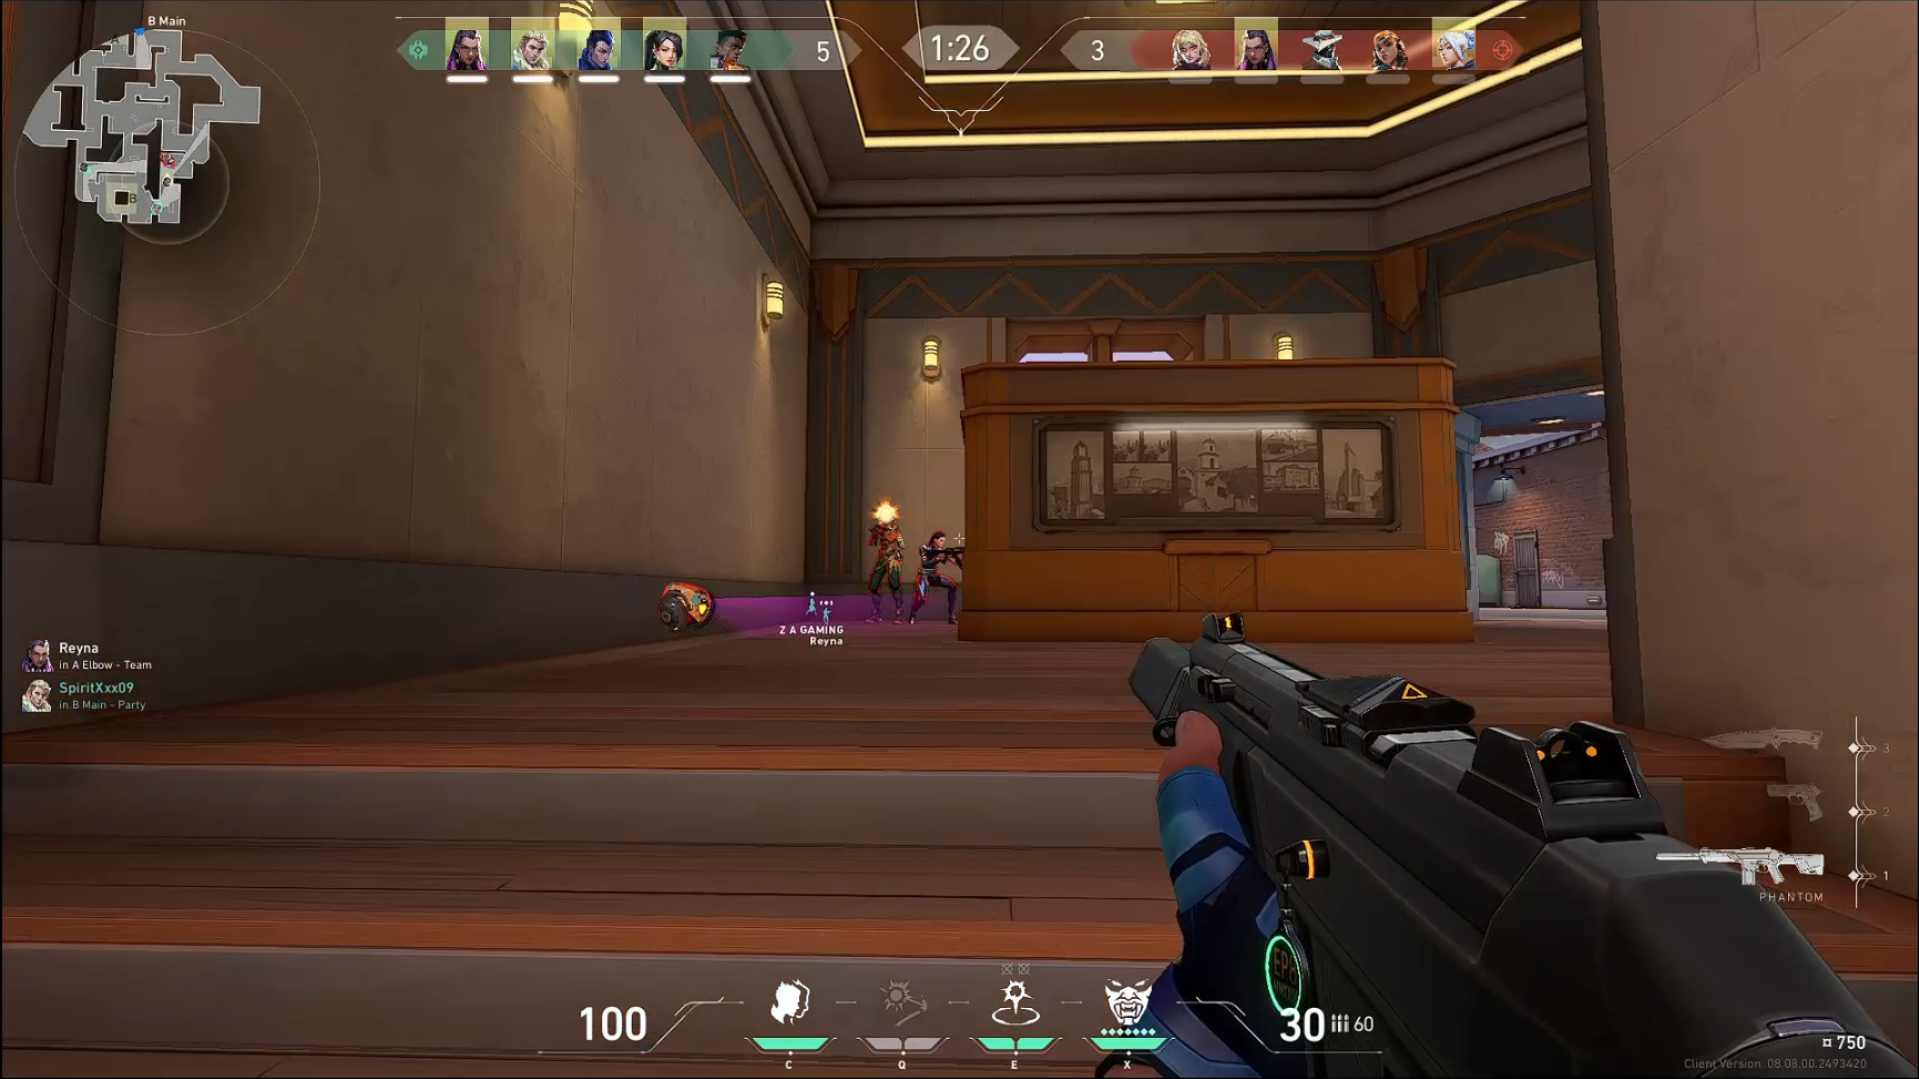 B Main
5
1:26
3
B
Z A GAMING
Reyna
Reyna
in A Elbow - Team
SpiritXxx09
in B Main - Party
3
2
1
PHANTOM
100
30
60
C
Q
E
X
750
Client Version: 08.08.00.2493420